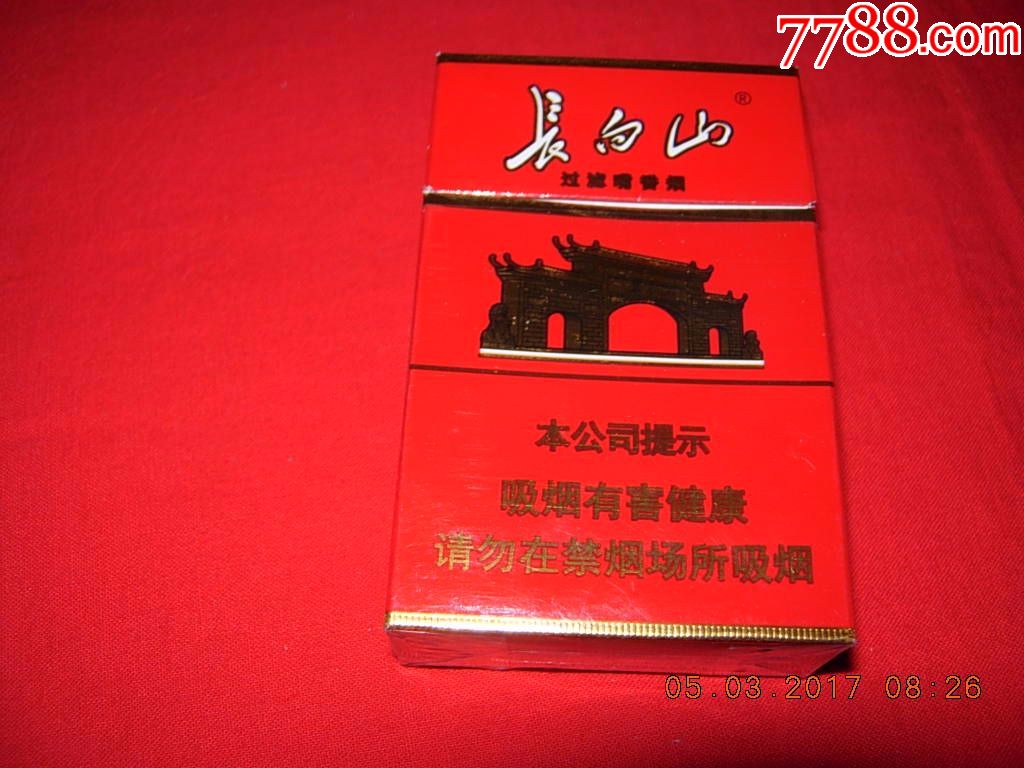 7788.com
長白山®
过滤嘴香烟
本公司提示
吸烟有害健康
请勿在禁烟场所吸烟
05.03.2017 08:26